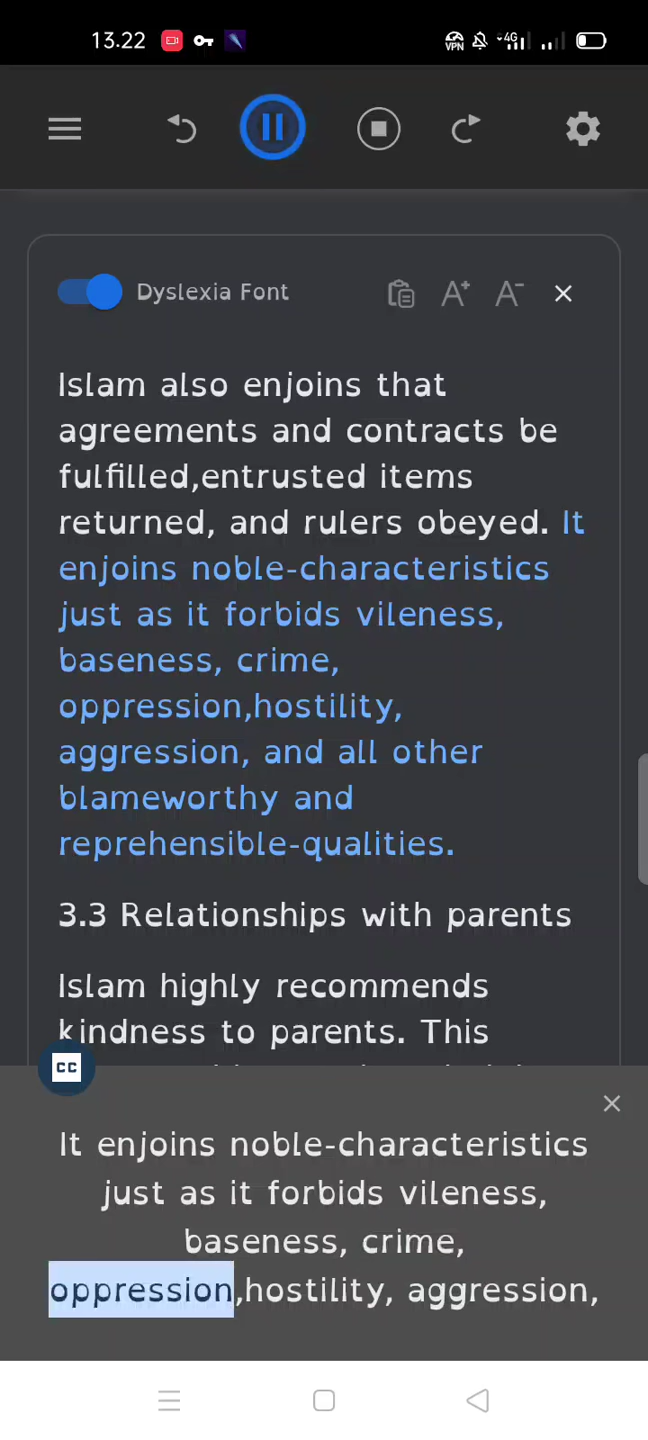 13.22
VPN
4G
Dyslexia Font
A+
A-
Islam also enjoins that
agreements and contracts be
fulfilled,entrusted items
returned, and rulers obeyed. It
enjoins noble-characteristics
just as it forbids vileness,
baseness, crime,
oppression,hostility,
aggression, and all other
blameworthy and
reprehensible-qualities.
3.3 Relationships with parents
Islam highly recommends
kindness to parents. This
CC
It enjoins noble-characteristics
just as it forbids vileness,
baseness, crime,
oppression,hostility, aggression,